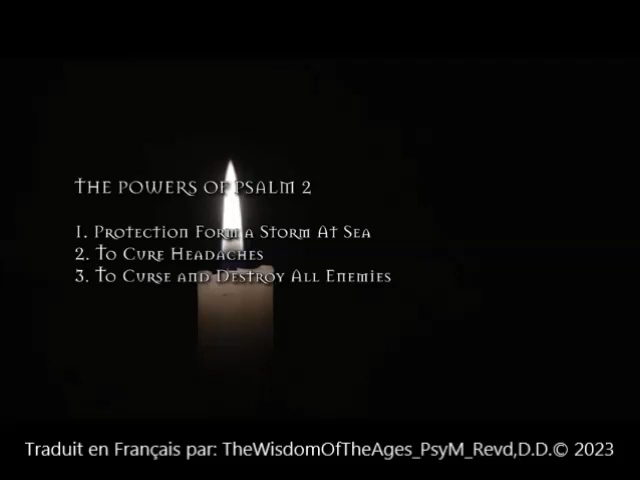 THE POWERS OF PSALM 2
1. Protection Form a Storm At Sea
2. To Cure Headaches
3. To Curse and Destroy All Enemies
Traduit en Français par: TheWisdomOfTheAges_PsyM_Revd,D.D.© 2023